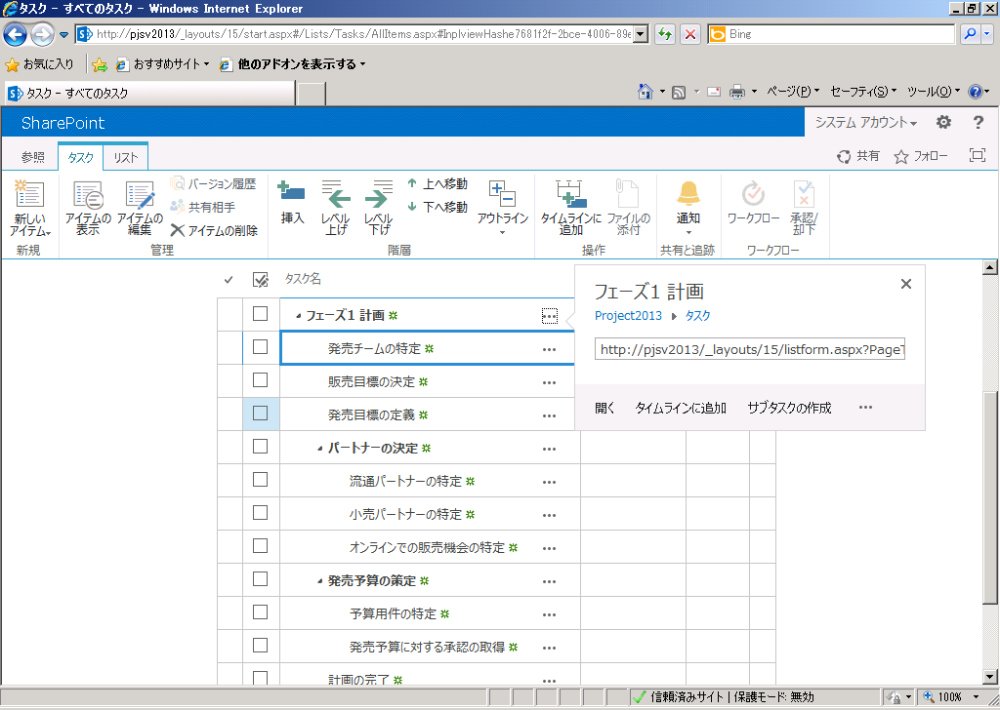 タスク - すべてのタスク - Windows Internet Explorer
http://pjsv2013/_layouts/15/start.aspx#/Lists/Tasks/AllItems.aspx#InplviewHashe7681f2f-2bce-4006-89e
Bing
お気に入り おすすめサイト 他のアドオンを表示する
タスク - すべてのタスク
ページ(P) セーフティ(S) ツール(O)
SharePoint
システム アカウント
参照 タスク リスト
共有 フォロー
新しい
アイテム
アイテムの
表示
アイテムの
編集
バージョン履歴
共有相手
アイテムの削除
挿入
レベル
上げ
レベル
下げ
上へ移動
下へ移動
アウトライン
タイムラインに
追加
ファイルの
添付
通知
ワークフロー
承認/
却下
新規 管理 階層 操作 共有と追跡 ワークフロー
タスク名
フェーズ1 計画
発売チームの特定
販売目標の決定
発売目標の定義
パートナーの決定
流通パートナーの特定
小売パートナーの特定
オンラインでの販売機会の特定
発売予算の策定
予算用件の特定
発売予算に対する承認の取得
計画の完了
フェーズ1 計画
Project2013 タスク
http://pjsv2013/_layouts/15/listform.aspx?PageT
開く タイムラインに追加 サブタスクの作成
信頼済みサイト | 保護モード: 無効
100%